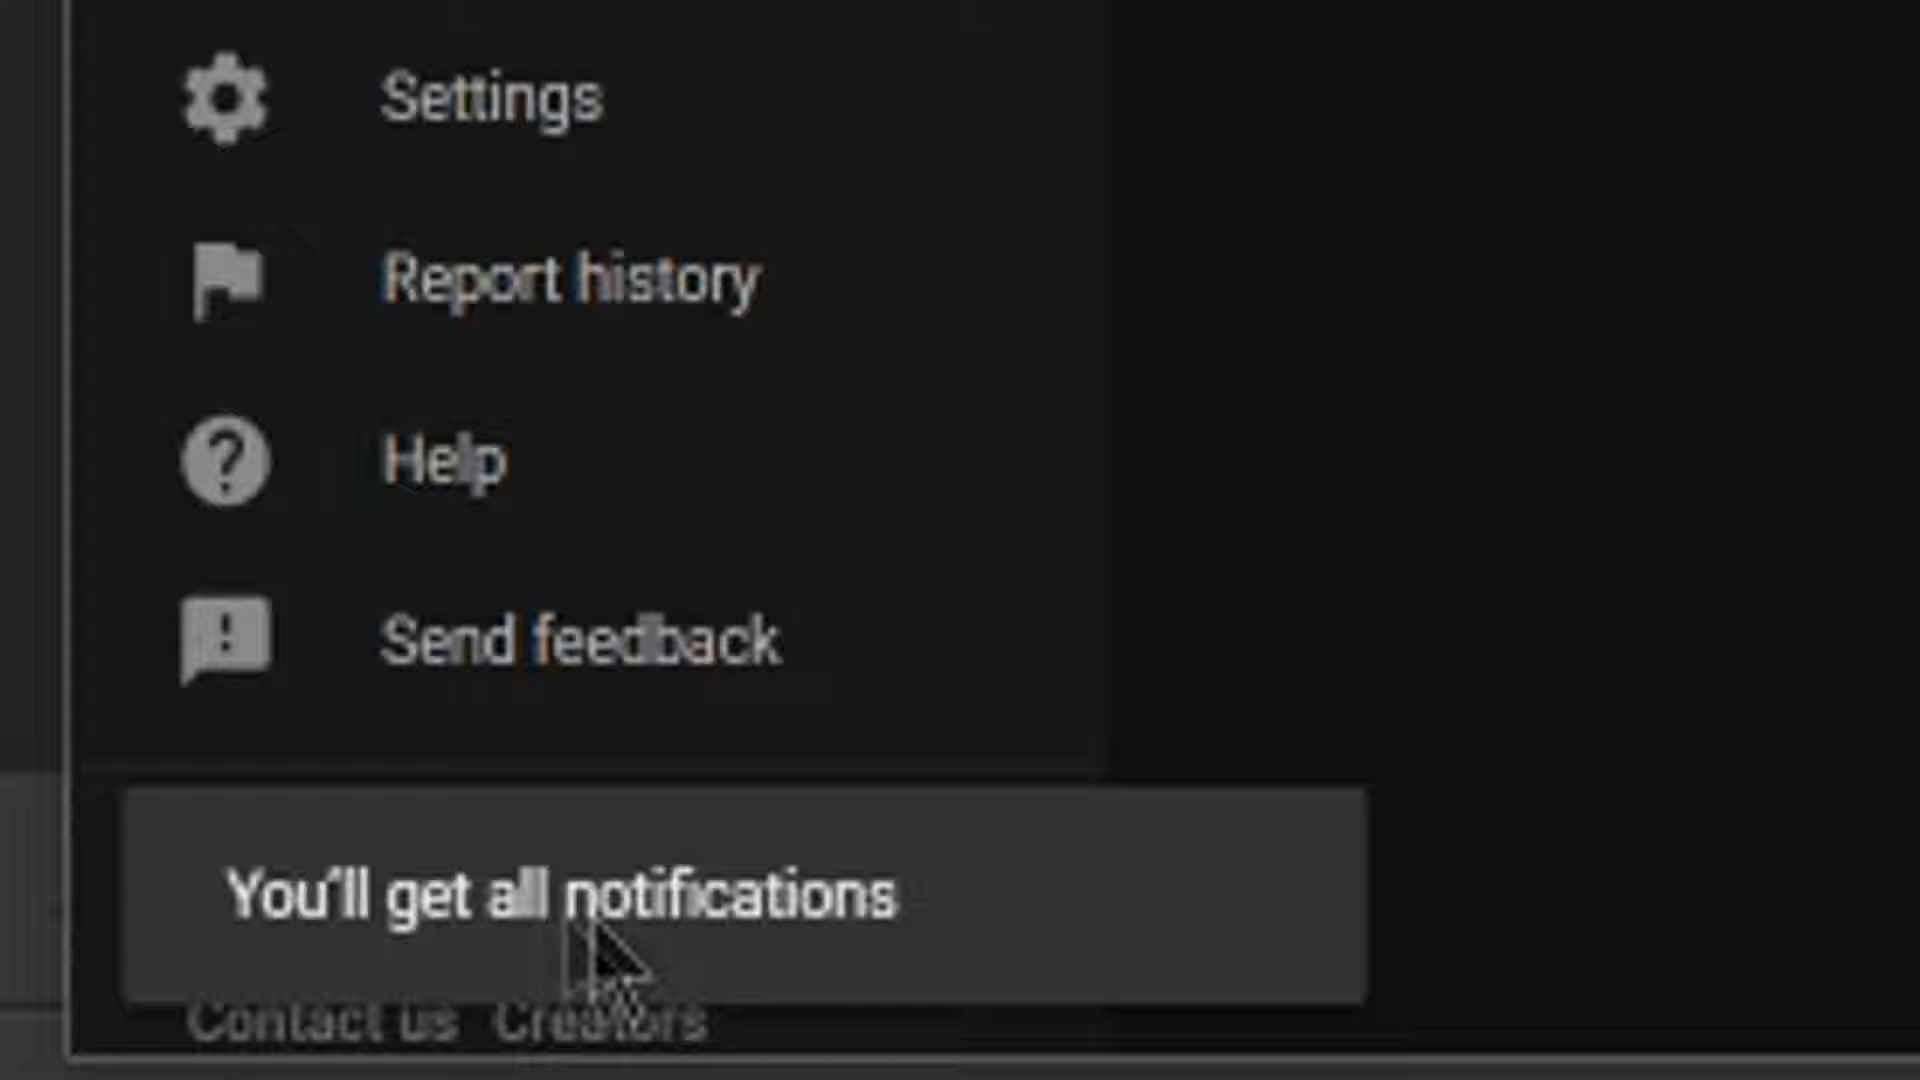 Settings
Report history
Help
Send feedback
You'll get all notifications
Contact us Creators